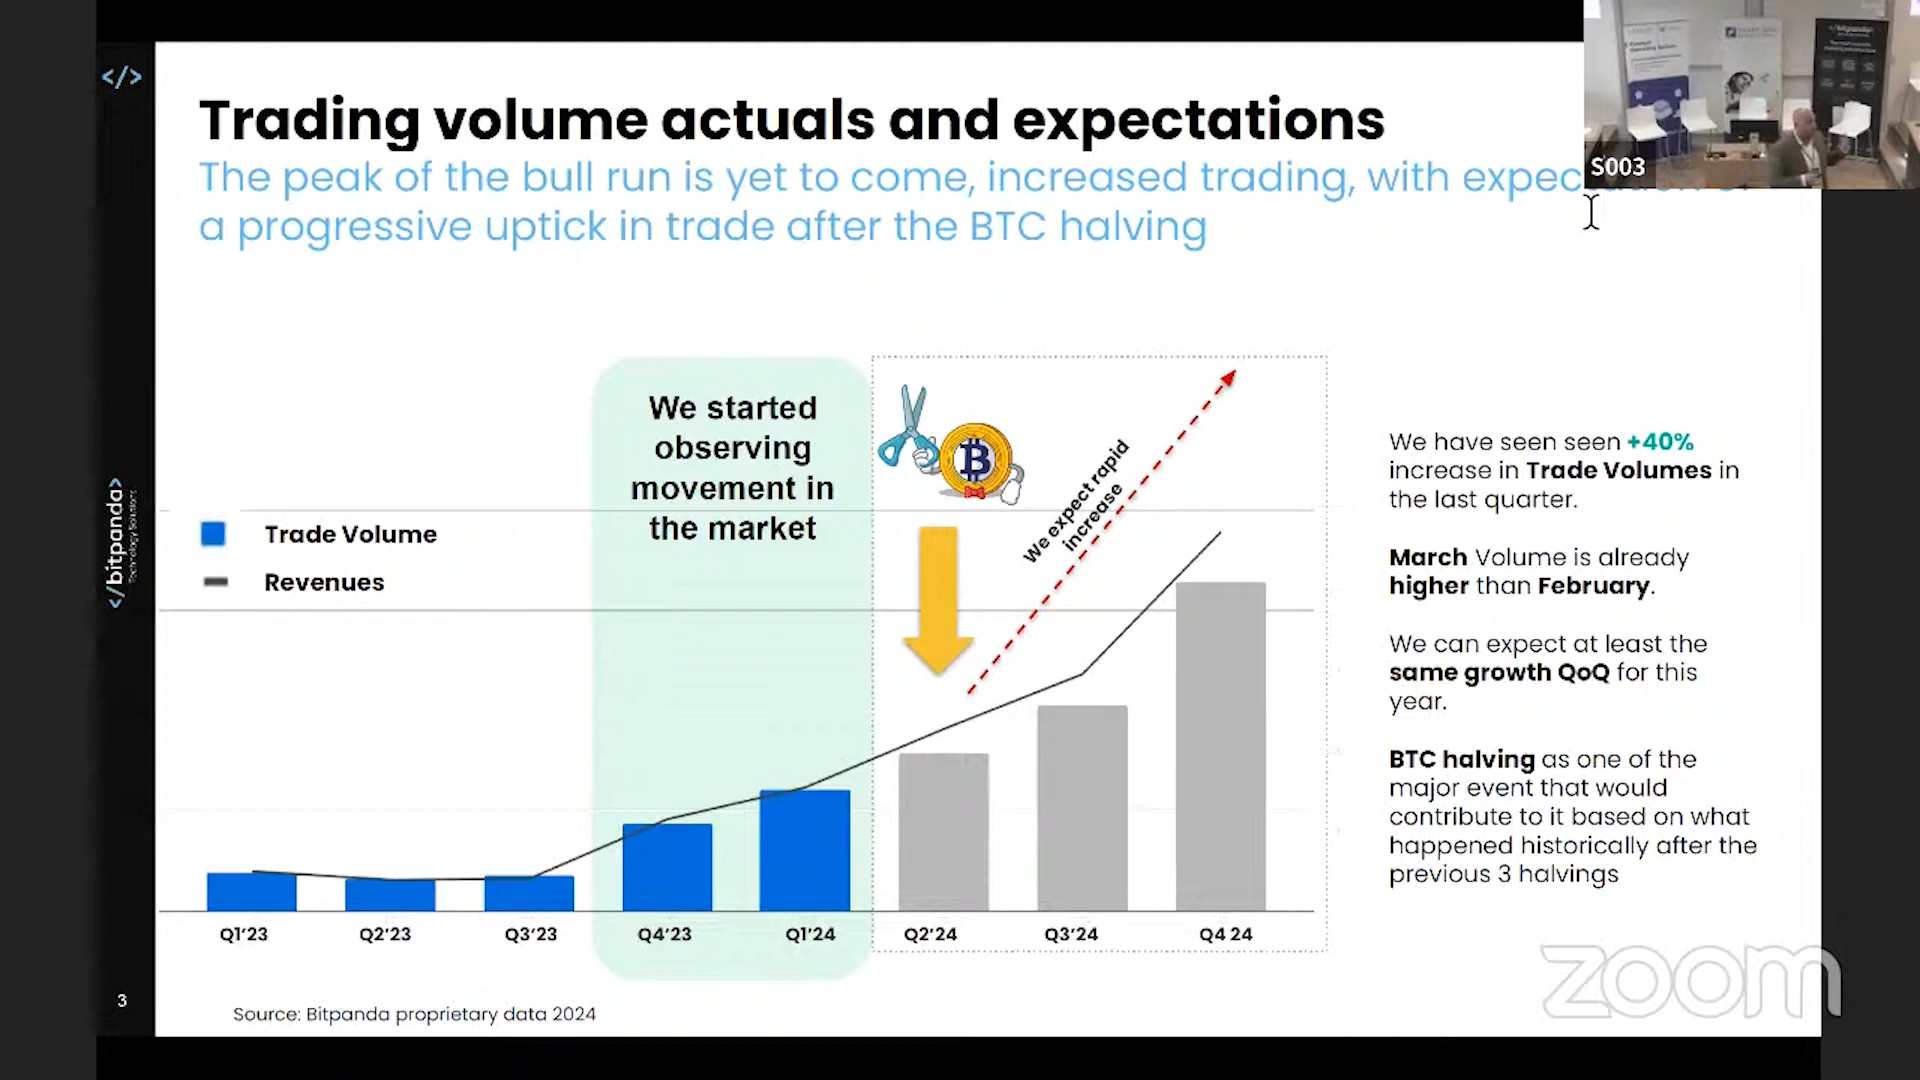 Trading volume actuals and expectations
The peak of the bull run is yet to come, increased trading, with
a progressive uptick in trade after the BTC halving
S003
</bitpanda>
Technology Solutions
We started
observing
movement in
the market
We expect rapid
increase
B
Trade Volume
Revenues
We have seen seen +40%
increase in Trade Volumes in
the last quarter.
March Volume is already
higher than February.
We can expect at least the
same growth QoQ for this
year.
BTC halving as one of the
major event that would
contribute to it based on what
happened historically after the
previous 3 halvings
Q1'23 Q2'23 Q3'23 Q4'23 Q1'24 Q2'24 Q3'24 Q4 24
3
Source: Bitpanda proprietary data 2024
zoom